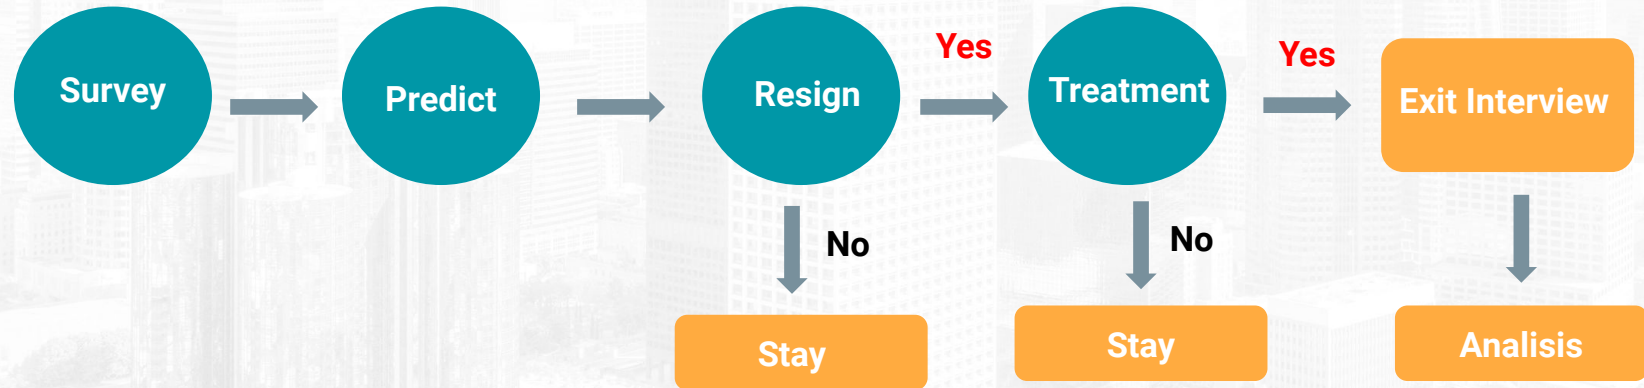 Survey
Predict
Resign
Yes
Treatment
Yes
Exit Interview
No
Stay
No
Stay
Analisis